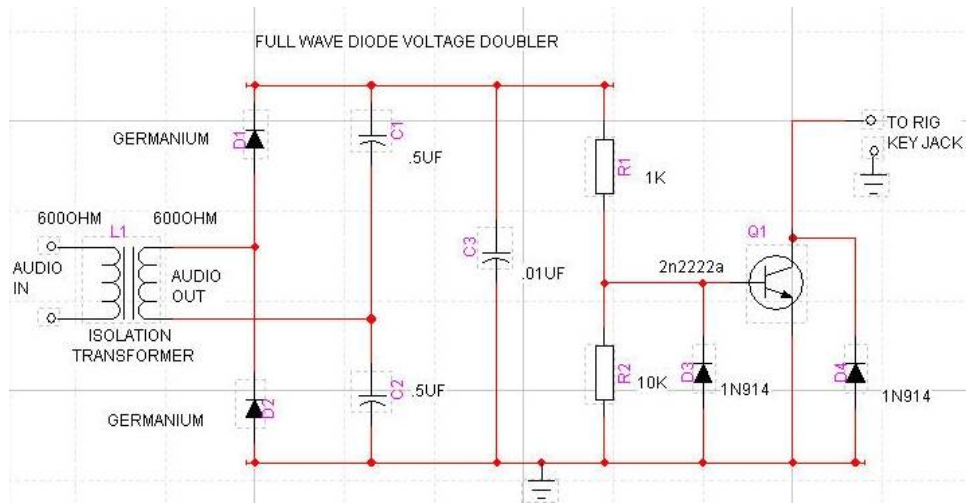 FULL WAVE DIODE VOLTAGE DOUBLER
GERMANIUM
D1
C1
.5UF
TO RIG
KEY JACK
R1
1K
600OHM
600OHM
L1
Q1
AUDIO
IN
AUDIO
OUT
C3
.01UF
2n2222a
ISOLATION
TRANSFORMER
R2
10K
D3
1N914
D4
1N914
C2
.5UF
D2
GERMANIUM